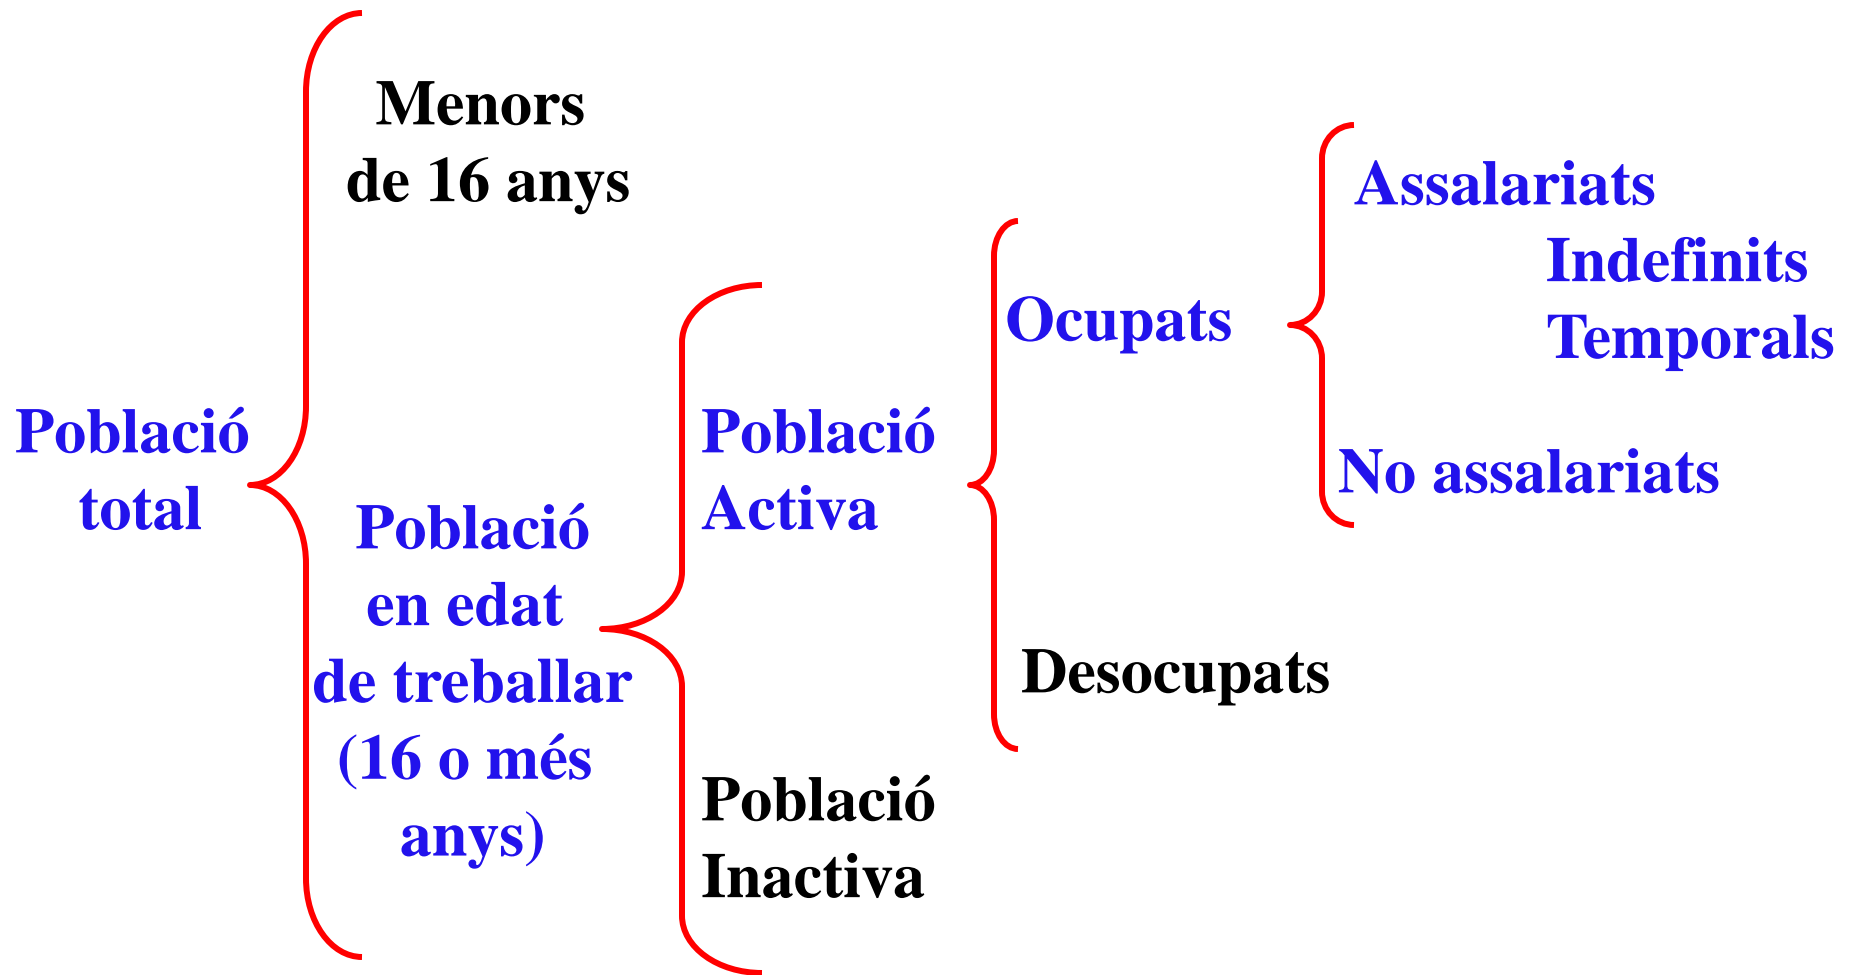 Població
total
Menors
de 16 anys
Població
en edat
de treballar
(16 o més
anys)
Població
Activa
Població
Inactiva
Ocupats
Desocupats
Assalariats
Indefinits
Temporals
No assalariats